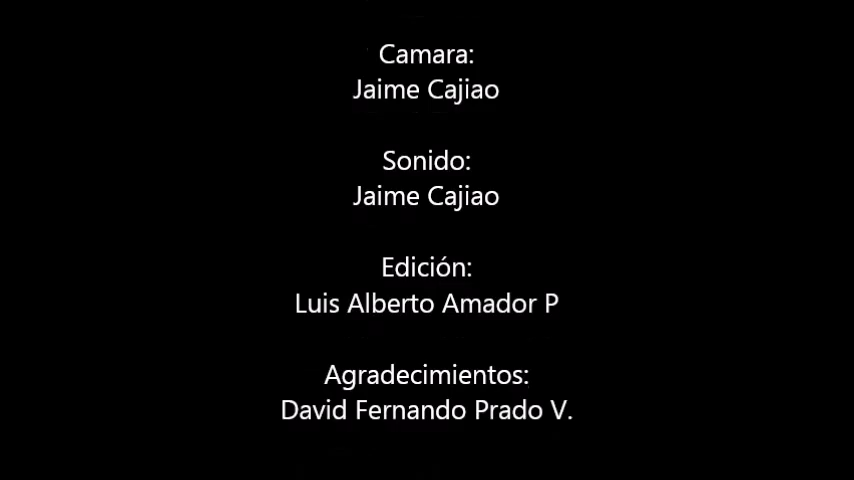 Camara:
Jaime Cajiao
Sonido:
Jaime Cajiao
Edición:
Luis Alberto Amador P
Agradecimientos:
David Fernando Prado V.